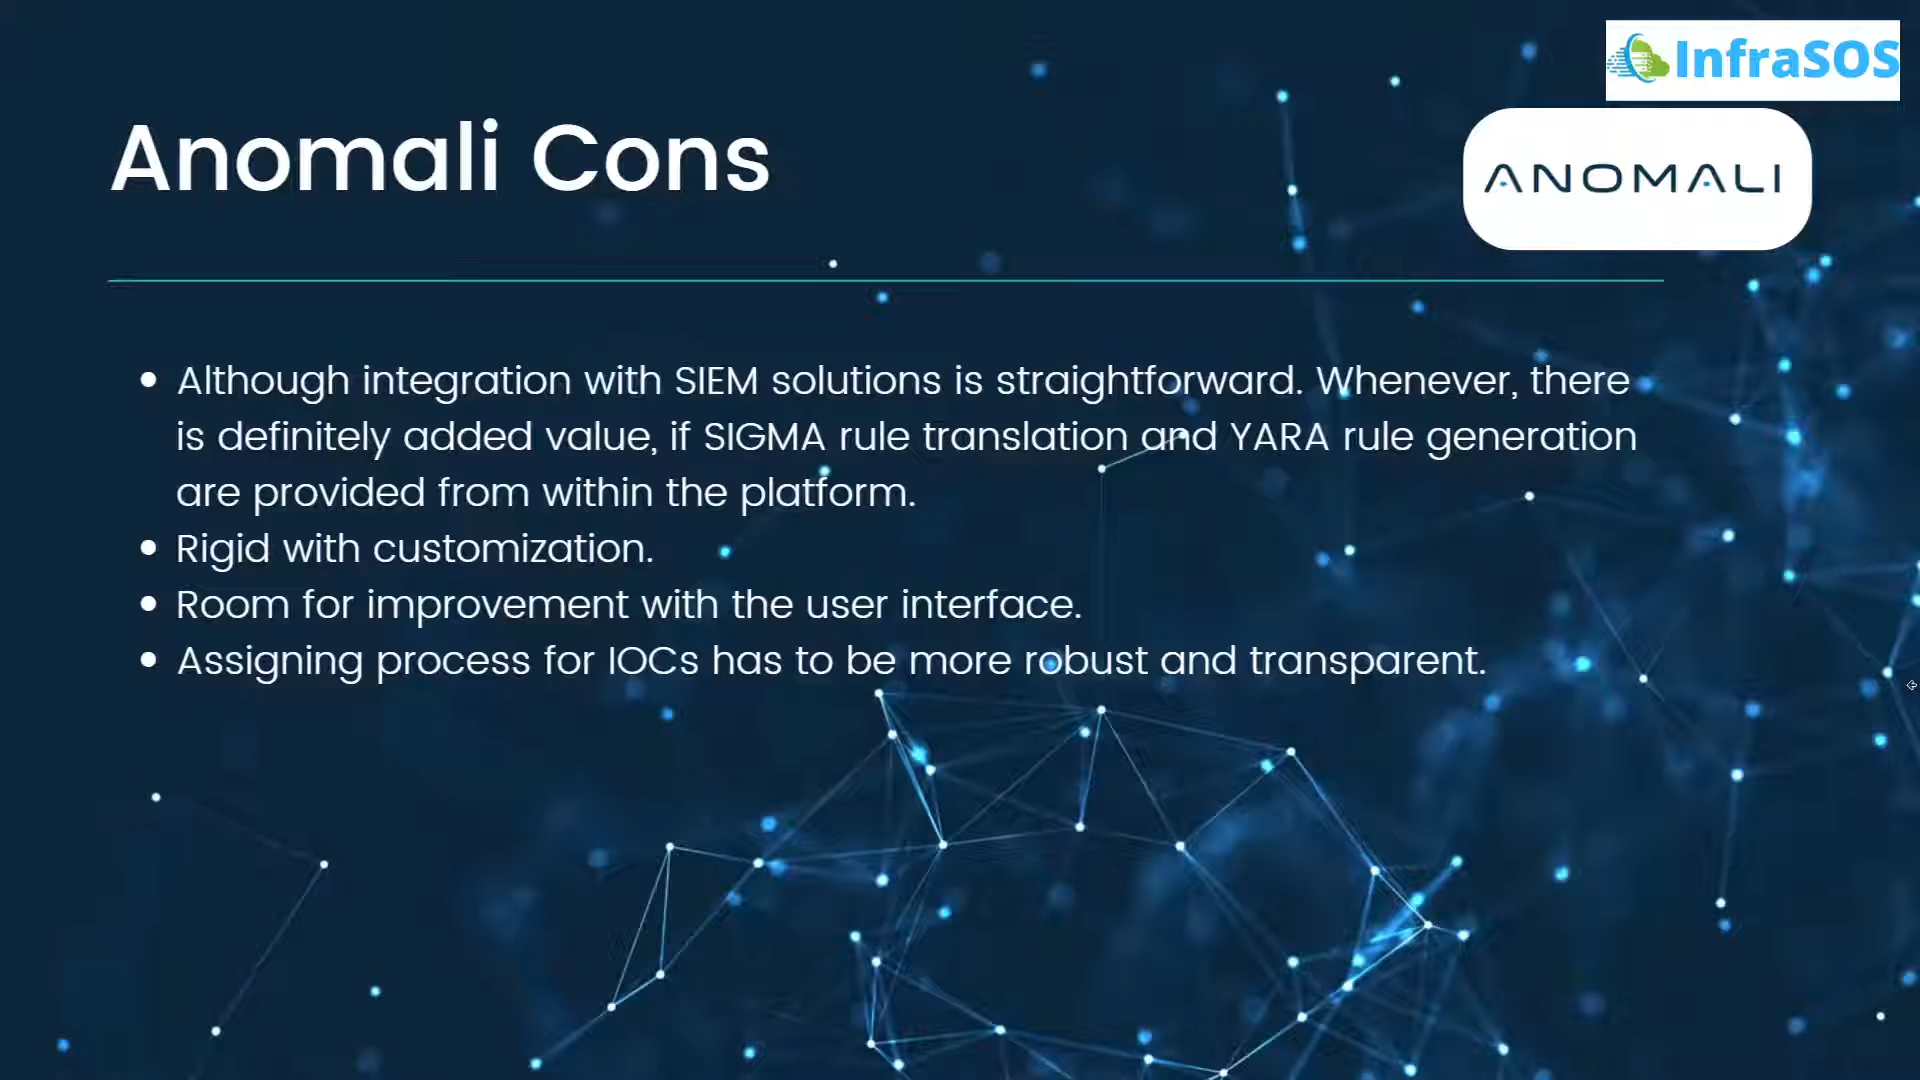 InfraSOS
Anomali Cons
ANOMALI
• Although integration with SIEM solutions is straightforward. Whenever, there
is definitely added value, if SIGMA rule translation and YARA rule generation
are provided from within the platform.
• Rigid with customization.
• Room for improvement with the user interface.
• Assigning process for IOCs has to be more robust and transparent.